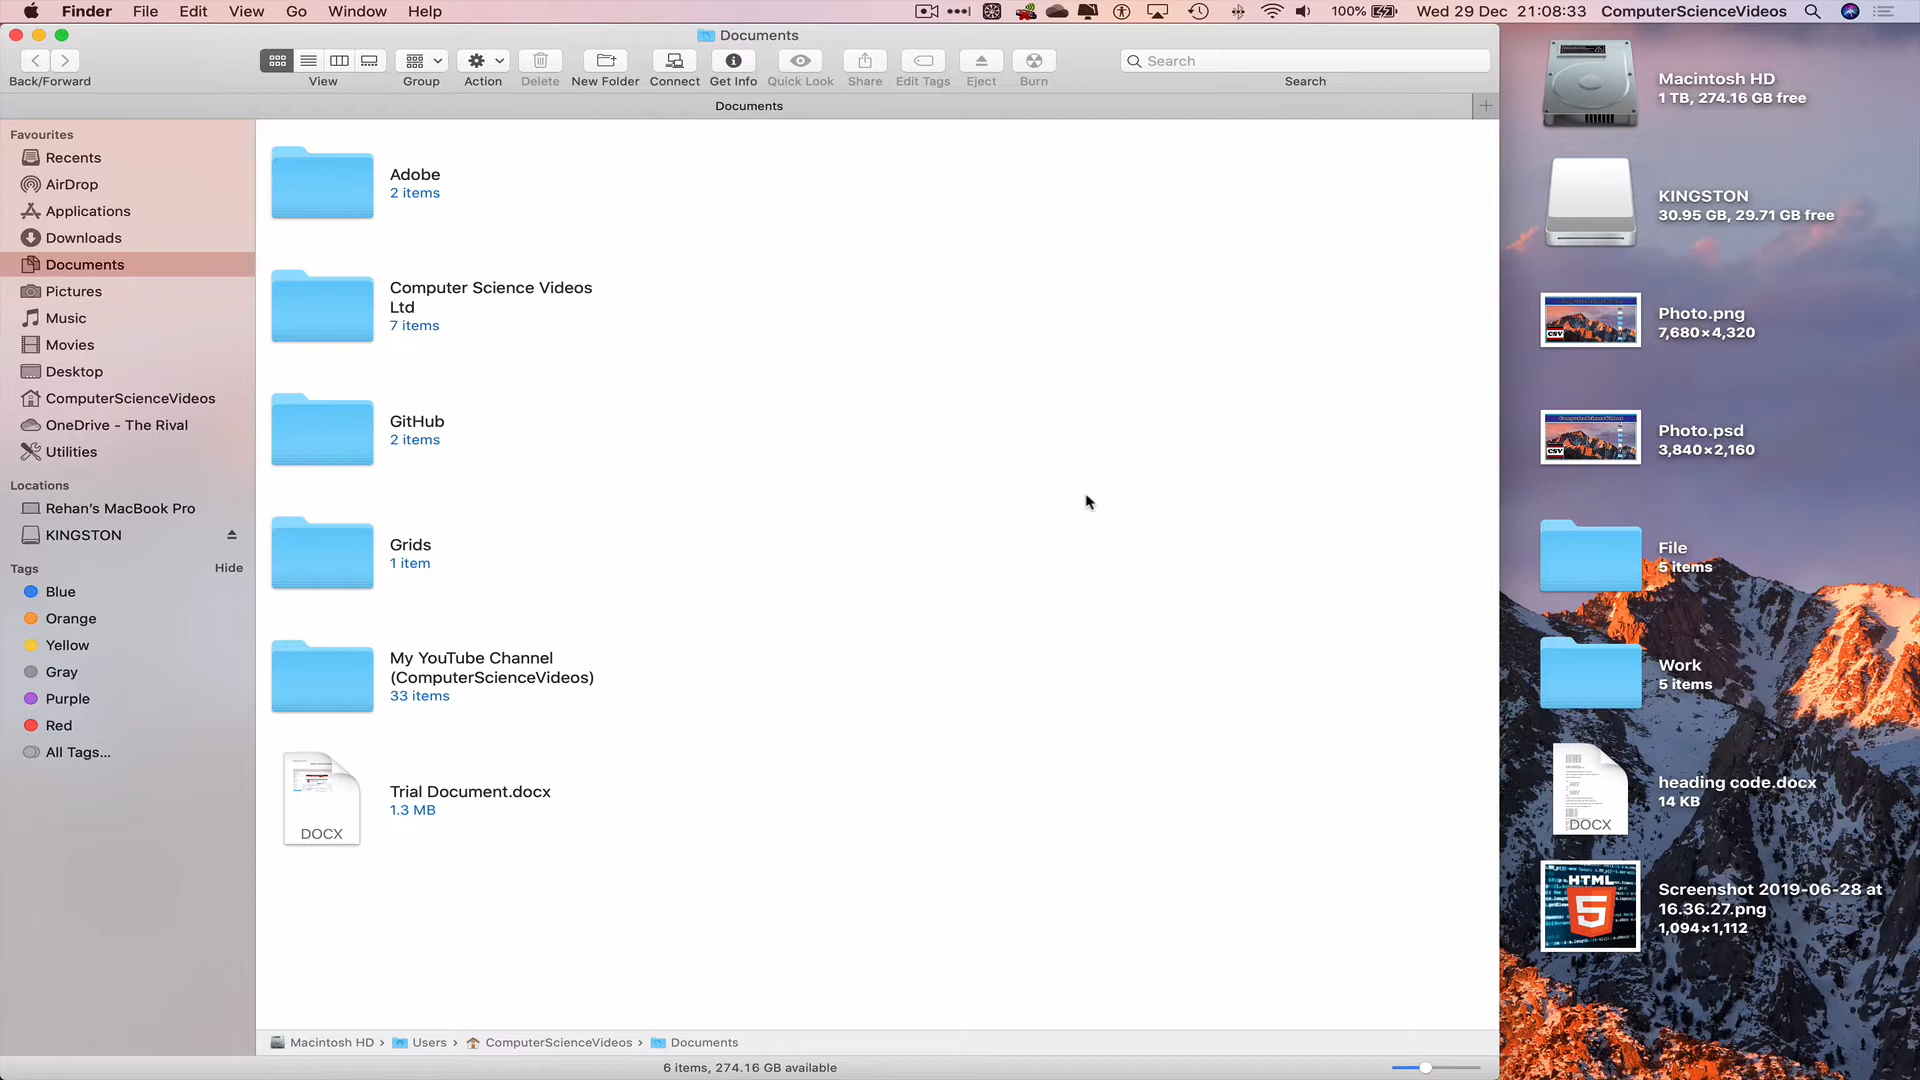 Finder File Edit View Go Window Help
100% Wed 29 Dec 21:08:33 ComputerScienceVideos
Documents
Search
Back/Forward View Group Action Delete New Folder Connect Get Info Quick Look Share Edit Tags Eject Burn Search
Documents
Favourites
Recents
AirDrop
Applications
Downloads
Documents
Pictures
Music
Movies
Desktop
ComputerScienceVideos
OneDrive - The Rival
Utilities
Locations
Rehan's MacBook Pro
KINGSTON
Tags Hide
Blue
Orange
Yellow
Gray
Purple
Red
All Tags...
Adobe
2 items
Computer Science Videos
Ltd
7 items
GitHub
2 items
Grids
1 item
My YouTube Channel
(ComputerScienceVideos)
33 items
DOCX
Trial Document.docx
1.3 MB
Macintosh HD › Users › ComputerScienceVideos › Documents
6 items, 274.16 GB available
Macintosh HD
1 TB, 274.16 GB free
KINGSTON
30.95 GB, 29.71 GB free
CSV
Photo.png
7,680×4,320
CSV
Photo.psd
3,840×2,160
File
5 items
Work
5 items
DOCX
heading code.docx
14 KB
HTML
5
Screenshot 2019-06-28 at
16.36.27.png
1,094×1,112